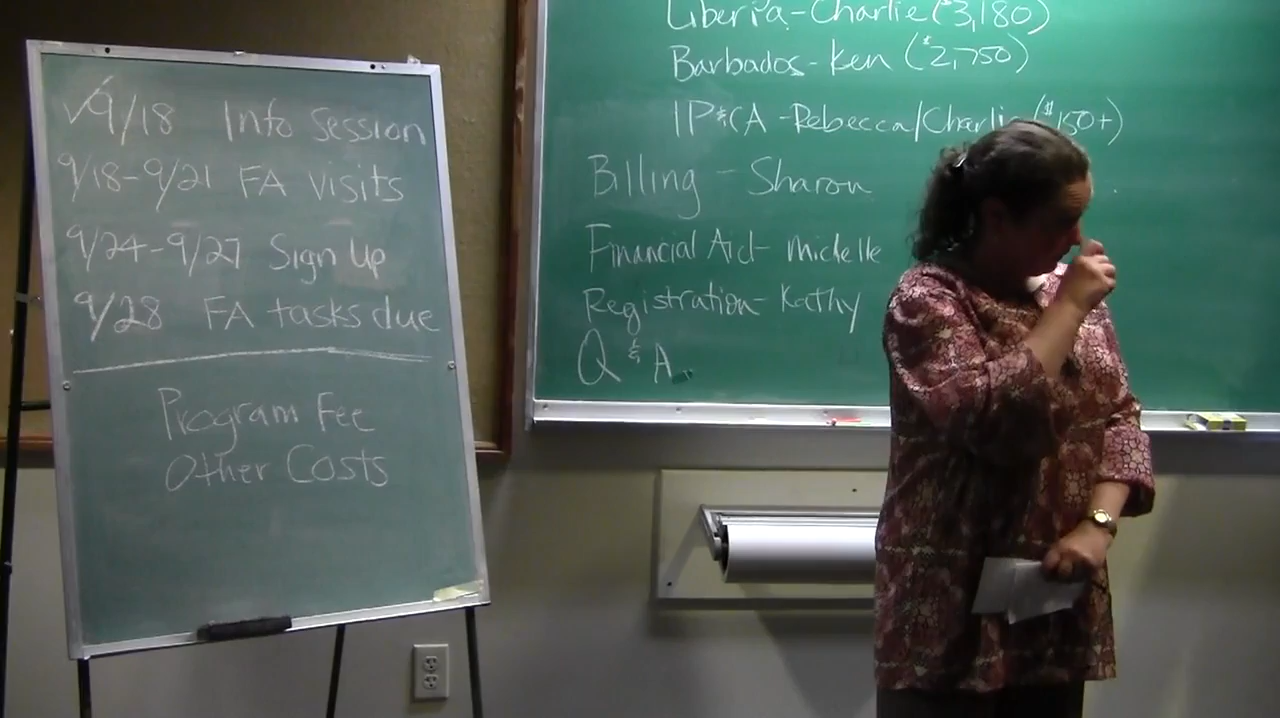 ✓9/18 Info Session
9/18-9/21 FA visits
9/24-9/27 Sign Up
9/28 FA tasks due
Program Fee
Other Costs
Liberia - Charlie ($3,180)
Barbados - Ken ($2,750)
IP&CA - Rebecca/Charlie ($150+)
Billing - Sharon
Financial Aid - Michelle
Registration - Kathy
Q & A